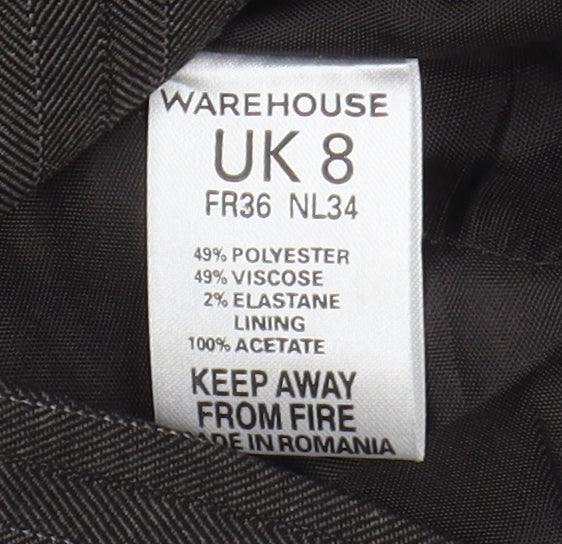 WAREHOUSE
UK 8
FR36 NL34
49% POLYESTER
49% VISCOSE
2% ELASTANE
LINING
100% ACETATE
KEEP AWAY
FROM FIRE
MADE IN ROMANIA